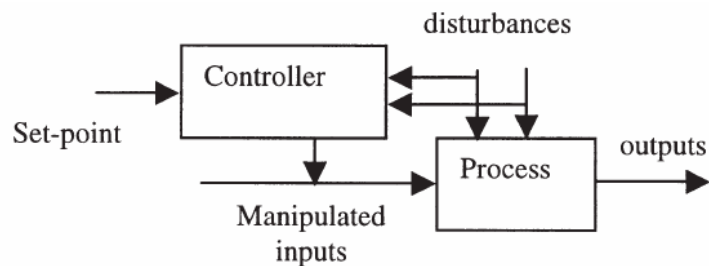 disturbances
Controller
Set-point
Process
outputs
Manipulated
inputs